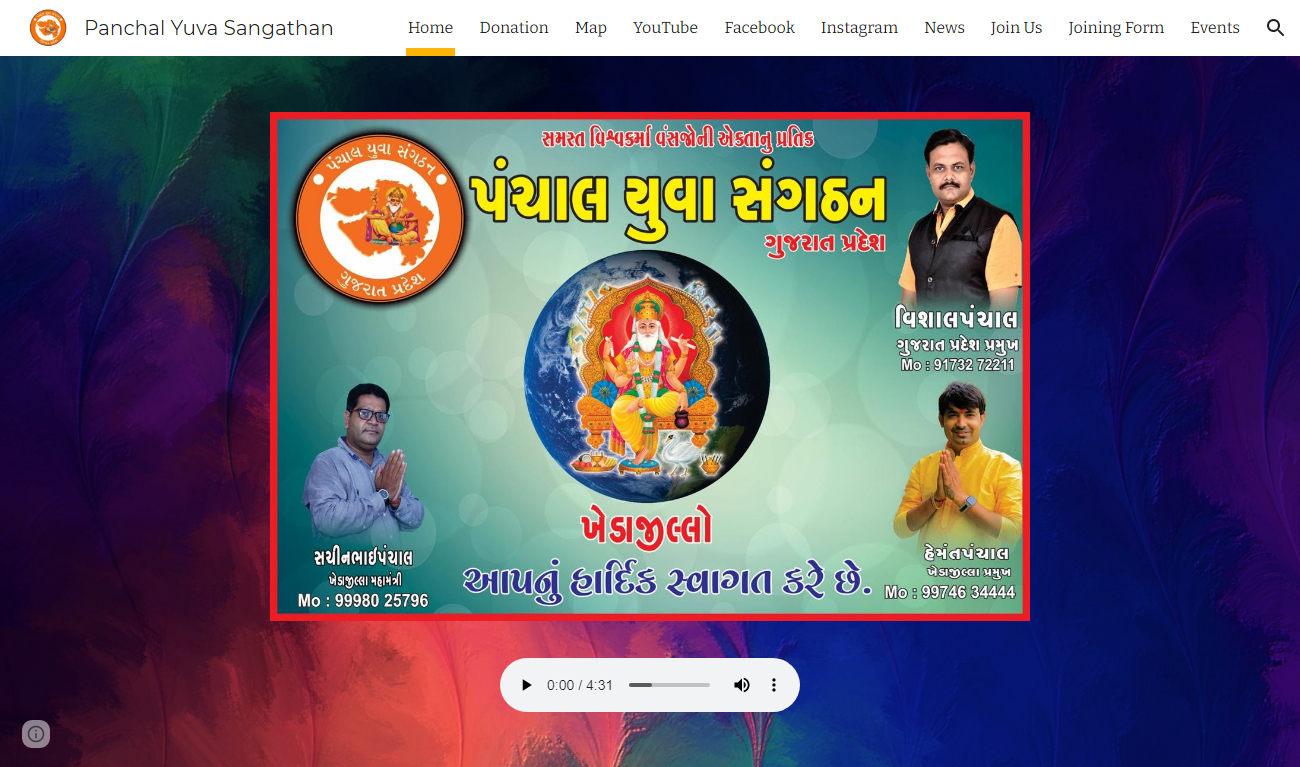 Panchal Yuva Sangathan
Home Donation Map YouTube Facebook Instagram News Join Us Joining Form Events
સમસ્ત વિશ્વકર્મા વંસજોની એકતાનુ પ્રતિક
પંચાલ યુવા સંગઠન
ગુજરાત પ્રદેશ
પંચાલ યુવા સંગઠન
ગુજરાત પ્રદેશ
વિશાલપંચાલ
ગુજરાત પ્રદેશ પ્રમુખ
Mo : 91732 72211
સચીનભાઇપંચાલ
ખેડાજીલ્લા મહામંત્રી
Mo : 99980 25796
ખેડાજીલ્લો
આપનું હાર્દિક સ્વાગત કરે છે.
હેમંતપંચાલ
ખેડાજીલ્લા પ્રમુખ
Mo : 99746 34444
0:00 / 4:31